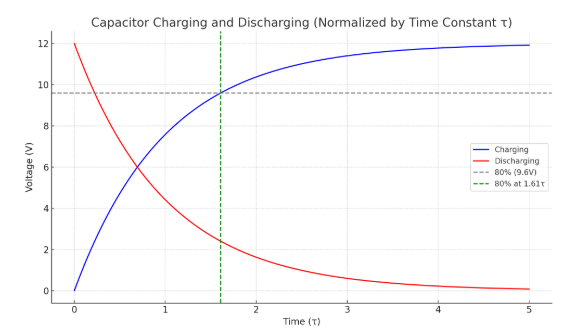 Capacitor Charging and Discharging (Normalized by Time Constant τ)
Voltage (V)
12
10
8
6
4
2
0
Charging
Discharging
80% (9.6V)
80% at 1.61τ
0
1
2
3
4
5
Time (τ)